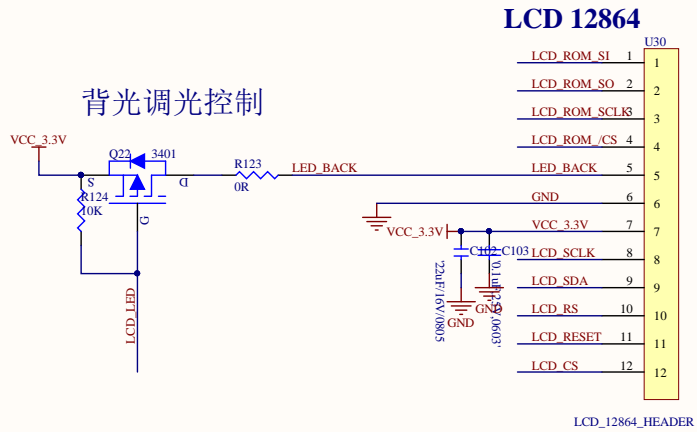 LCD 12864
U30
LCD_ROM_SI 1 1
LCD_ROM_SO 2 2
背光调光控制
LCD_ROM_SCLK 3 3
VCC_3.3V
LCD_ROM_/CS 4 4
Q22 3401
R123
LED_BACK
LED_BACK 5 5
S
D
0R
R124
10K
GND 6 6
G
VCC_3.3V
VCC_3.3V 7 7
C102 C103
LCD_SCLK 8 8
LCD_SDA 9 9
22uF/16V/0805
GND
GND
LCD_RS 10 10
LCD_LED
LCD_RESET 11 11
LCD_CS 12 12
LCD_12864_HEADER